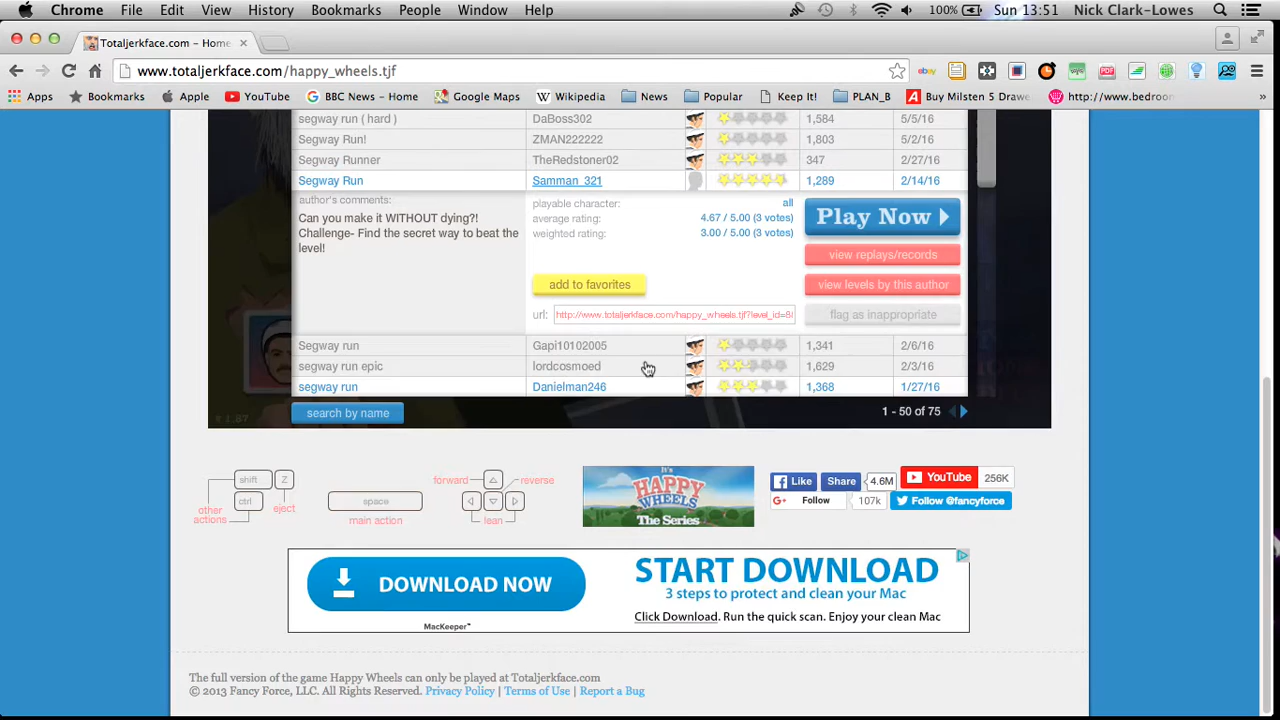 Chrome File Edit View History Bookmarks People Window Help 100% Sun 13:51 Nick Clark-Lowes
Totaljerkface.com – Home
www.totaljerkface.com/happy_wheels.tjf
Apps Bookmarks Apple YouTube BBC News - Home Google Maps Wikipedia News Popular Keep It! PLAN_B Buy Milsten 5 Drawe http://www.bedroo »
segway run ( hard ) DaBoss302 1,584 5/5/16
Segway Run! ZMAN222222 1,803 5/2/16
Segway Runner TheRedstoner02 347 2/27/16
Segway Run Samman_321 1,289 2/14/16
author's comments:
Can you make it WITHOUT dying?!
Challenge- Find the secret way to beat the
level!
playable character: all
average rating: 4.67 / 5.00 (3 votes)
weighted rating: 3.00 / 5.00 (3 votes)
add to favorites
url: http://www.totaljerkface.com/happy_wheels.tjf?level_id=8
Play Now
view replays/records
view levels by this author
flag as inappropriate
Segway run Gapi10102005 1,341 2/6/16
segway run epic lordcosmoed 1,629 2/3/16
segway run Danielman246 1,368 1/27/16
search by name 1 - 50 of 75
v 1.87
shift Z
ctrl
other
actions
eject
space
main action
forward reverse
lean
IT'S
HAPPY
WHEELS
The Series
Like Share 4.6M YouTube 256K
G+ Follow 107k Follow @fancyforce
DOWNLOAD NOW
MacKeeper™
START DOWNLOAD
3 steps to protect and clean your Mac
Click Download. Run the quick scan. Enjoy your clean Mac
The full version of the game Happy Wheels can only be played at Totaljerkface.com
© 2013 Fancy Force, LLC. All Rights Reserved. Privacy Policy | Terms of Use | Report a Bug